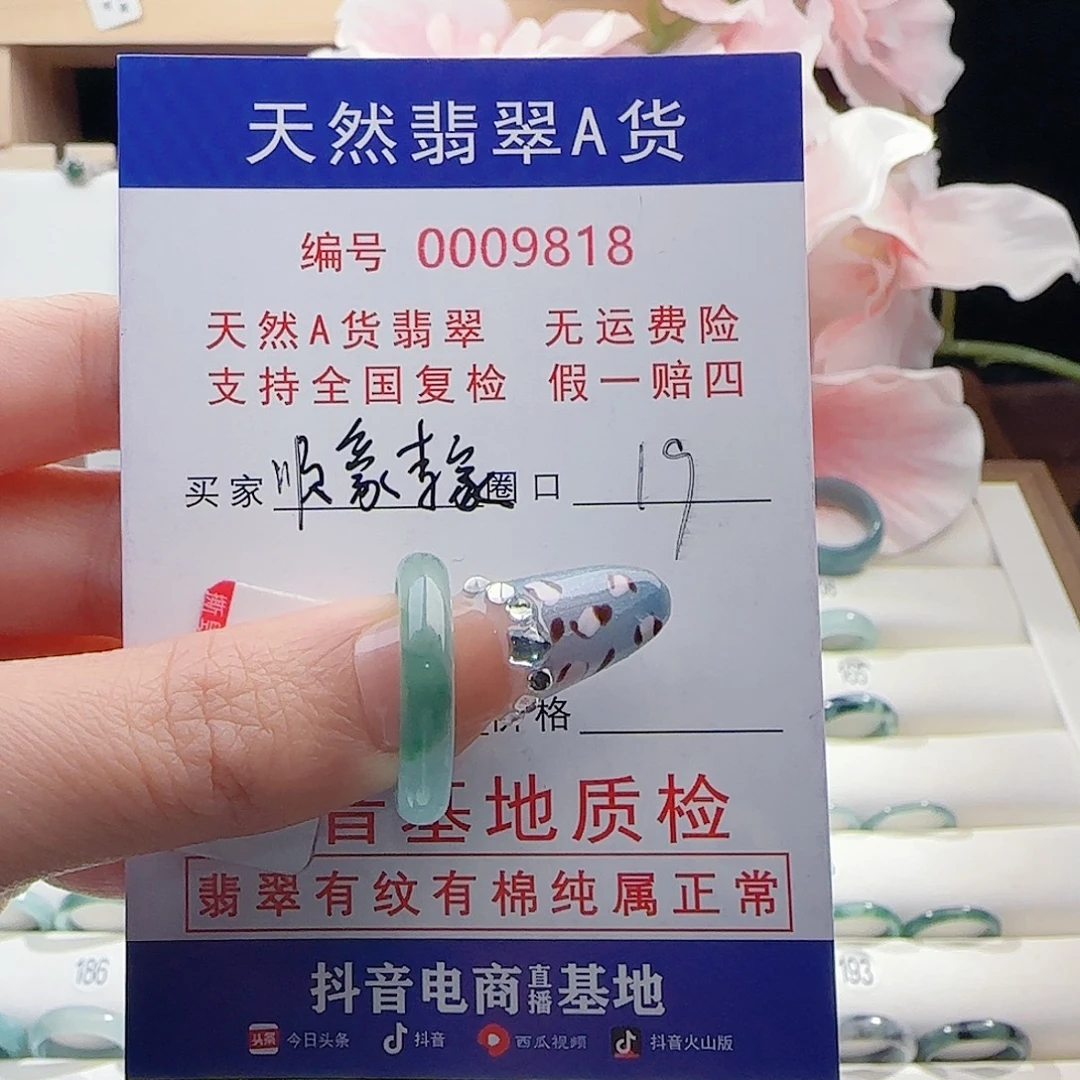 天然翡翠A货
编号 0009818
天然A货翡翠 无运费险
支持全国复检 假一赔四
买家 圈口 19
格
音基地质检
翡翠有纹有棉纯属正常
抖音电商直播基地
今日头条 抖音 西瓜视频 抖音火山版
186
193